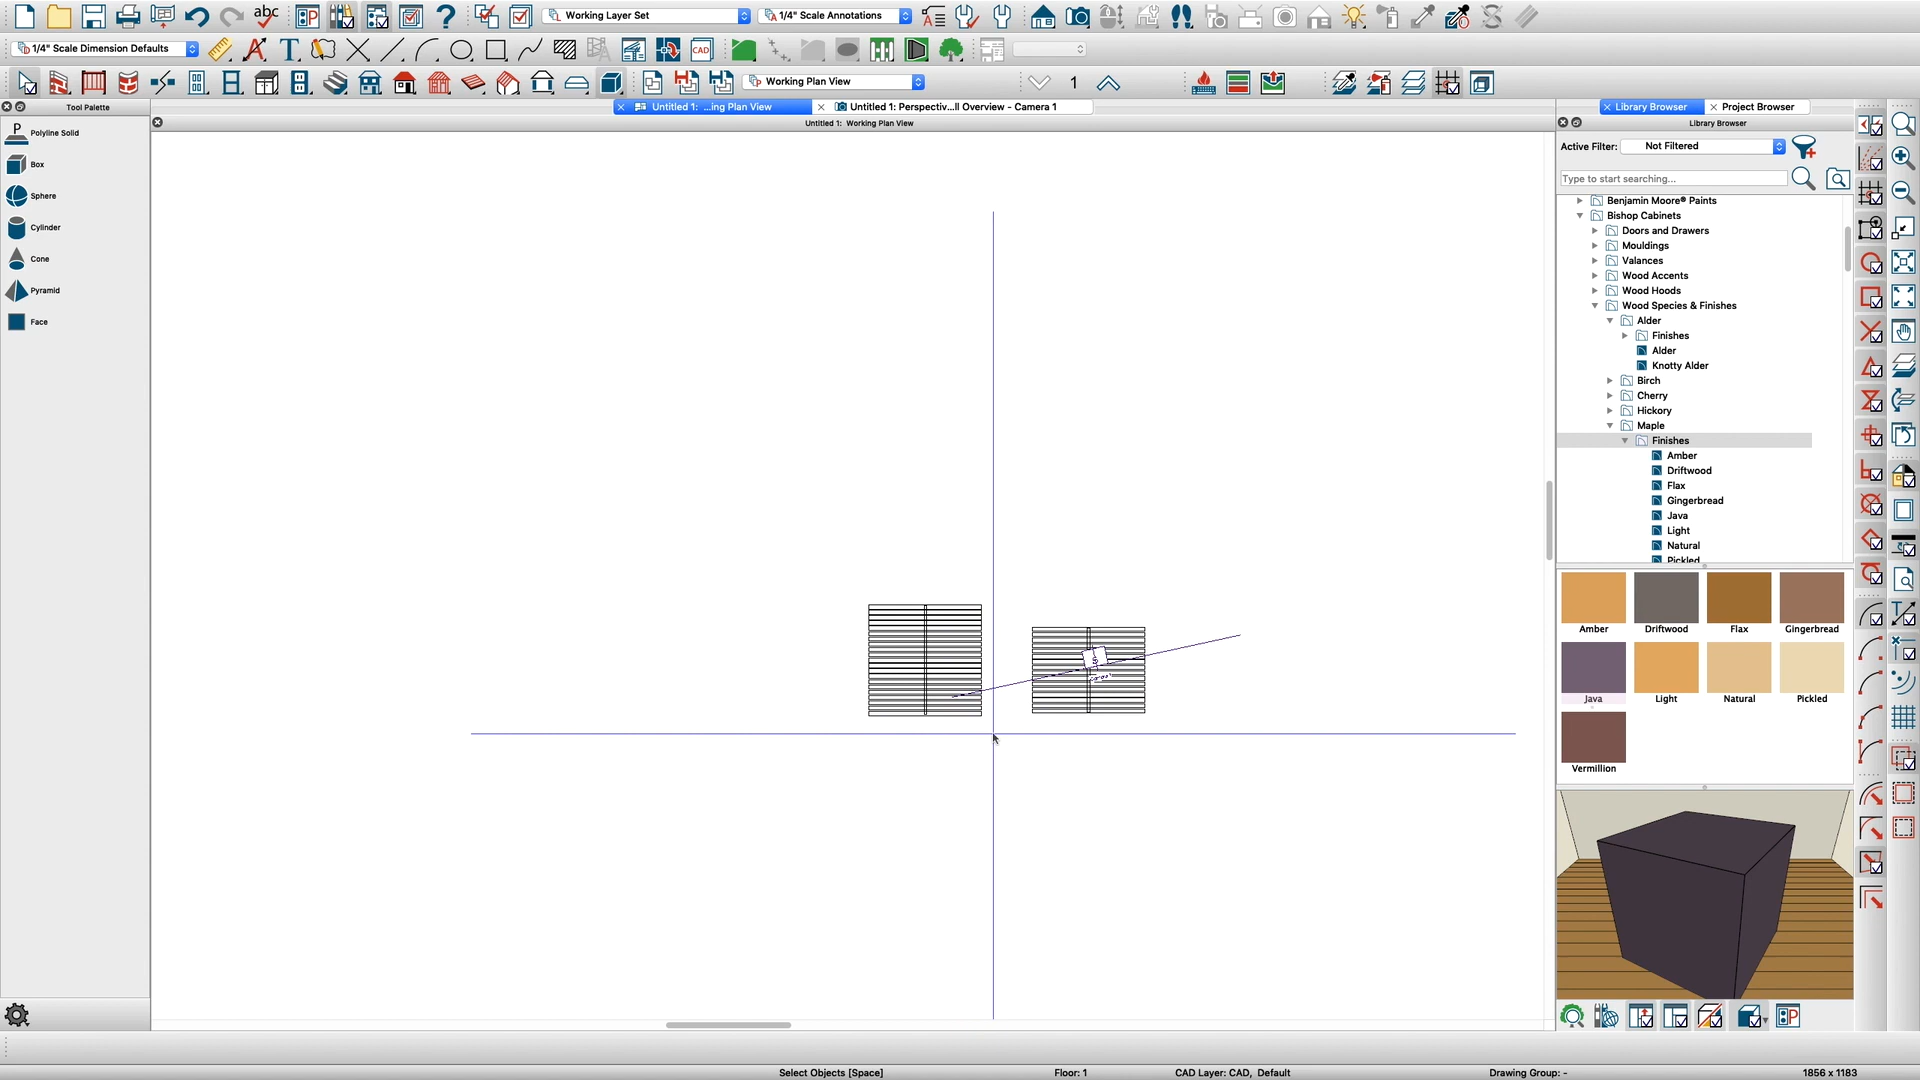 abc
?
Working Layer Set
1/4" Scale Annotations
1/4" Scale Dimension Defaults
A
T
CAD
Working Plan View
1
Tool Palette
Untitled 1: ...ing Plan View
Untitled 1: Perspectiv...ll Overview - Camera 1
Library Browser
Project Browser
Untitled 1: Working Plan View
Library Browser
P
Polyline Solid
Box
Sphere
Cylinder
Cone
Pyramid
Face
Active Filter:
Not Filtered
Type to start searching...
Benjamin Moore® Paints
Bishop Cabinets
Doors and Drawers
Mouldings
Valances
Wood Accents
Wood Hoods
Wood Species & Finishes
Alder
Finishes
Alder
Knotty Alder
Birch
Cherry
Hickory
Maple
Finishes
Amber
Driftwood
Flax
Gingerbread
Java
Light
Natural
Pickled
Amber
Driftwood
Flax
Gingerbread
Java
Light
Natural
Pickled
Vermillion
Select Objects [Space]
Floor: 1
CAD Layer: CAD, Default
Drawing Group: -
1856 x 1183